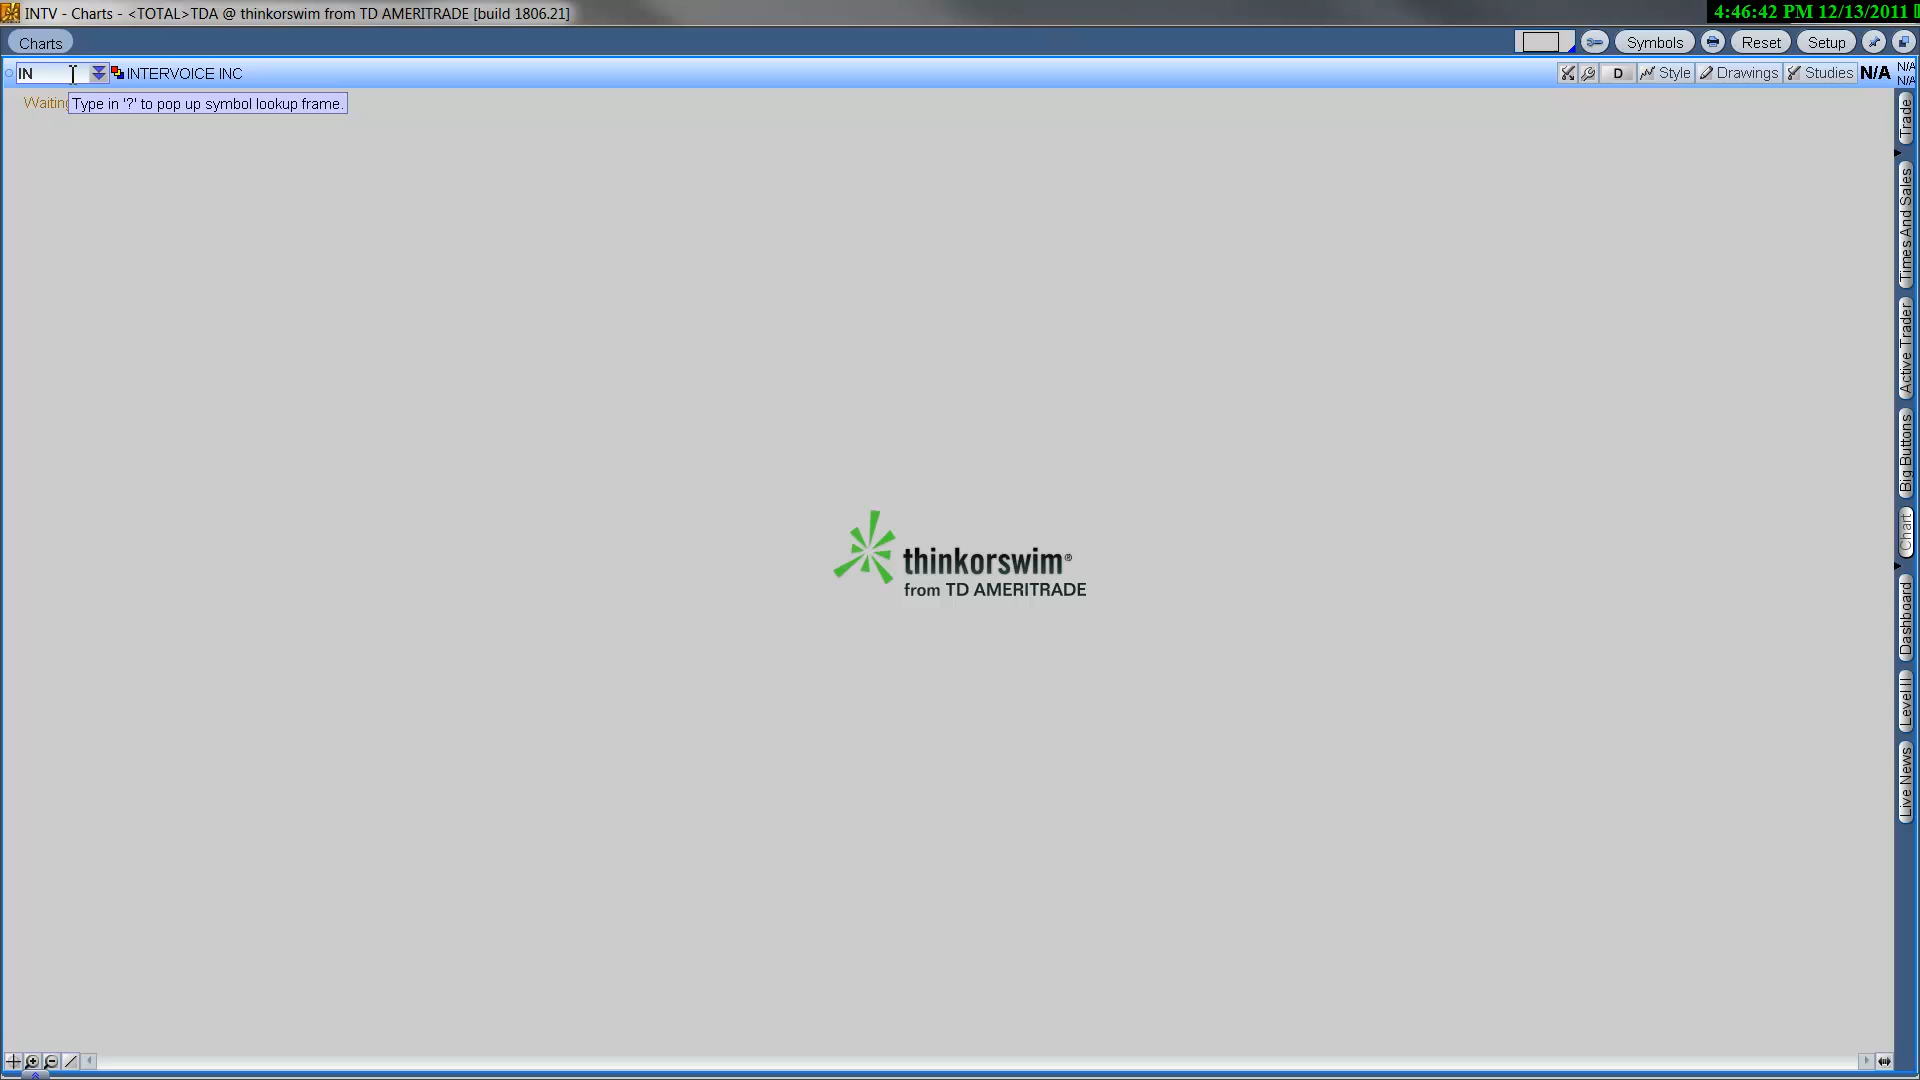 INTV - Charts - <TOTAL>TDA @ thinkorswim from TD AMERITRADE [build 1806.21]
4:46:42 PM 12/13/2011
Charts
Symbols
Reset
Setup
IN
INTERVOICE INC
D
Style
Drawings
Studies
N/A
N/A
N/A
Waiting
Type in '?' to pop up symbol lookup frame.
Trade
Times And Sales
Active Trader
Big Buttons
Chart
Dashboard
Level II
Live News
thinkorswim®
from TD AMERITRADE